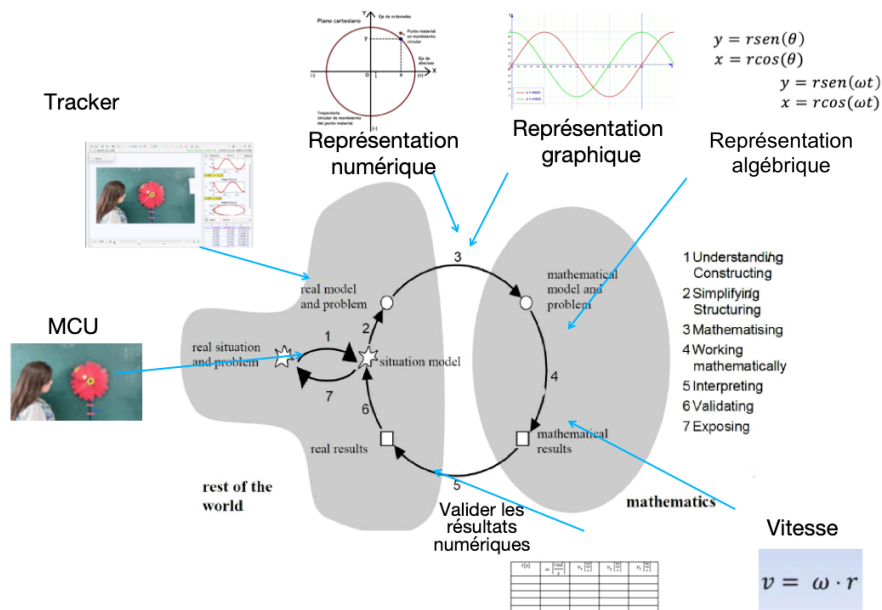 Plano cartesiano
Y
Eje de ordenadas
Punto material
en movimiento
circular
Y
Eje de
abscisas
(-)
O
1
(+)
X
Trayectoria
circular de movimiento
del punto material
(-)
y = rsen(θ)
x = rcos(θ)
y = rsen(ωt)
x = rcos(ωt)
Tracker
Représentation
numérique
Représentation
graphique
Représentation
algébrique
3
real model
and problem
mathematical
model and
problem
1 Understanding/
Constructing
2 Simplifying/
Structuring
3 Mathematising
4 Working
mathematically
5 Interpreting
6 Validating
7 Exposing
MCU
real situation
and problem
1
2
situation model
7
4
6
real results
mathematical
results
rest of the
world
5
mathematics
Valider les
résultats
numériques
Vitesse
t[s]
ω [rad/s]
v = ω · r